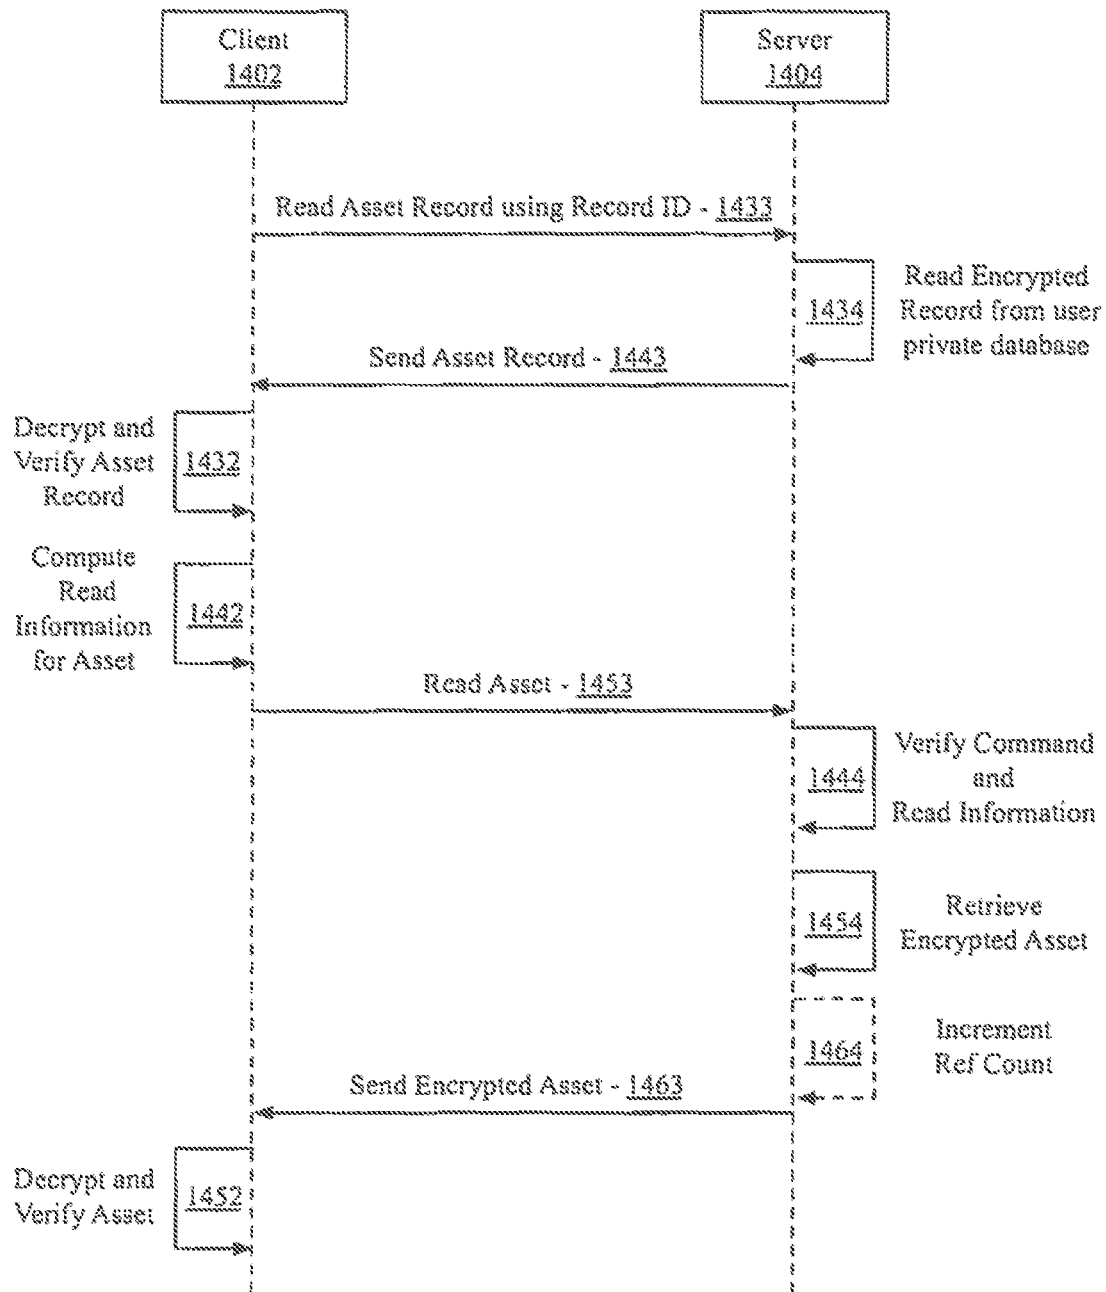 Client
1402
Server
1404
Read Asset Record using Record ID - 1433
1434
Read Encrypted
Record from user
private database
Send Asset Record - 1443
Decrypt and
Verify Asset
Record
1432
Compute
Read
Information
for Asset
1442
Read Asset - 1453
1444
Verify Command
and
Read Information
1454
Retrieve
Encrypted Asset
1464
Increment
Ref Count
Send Encrypted Asset - 1463
Decrypt and
Verify Asset
1452